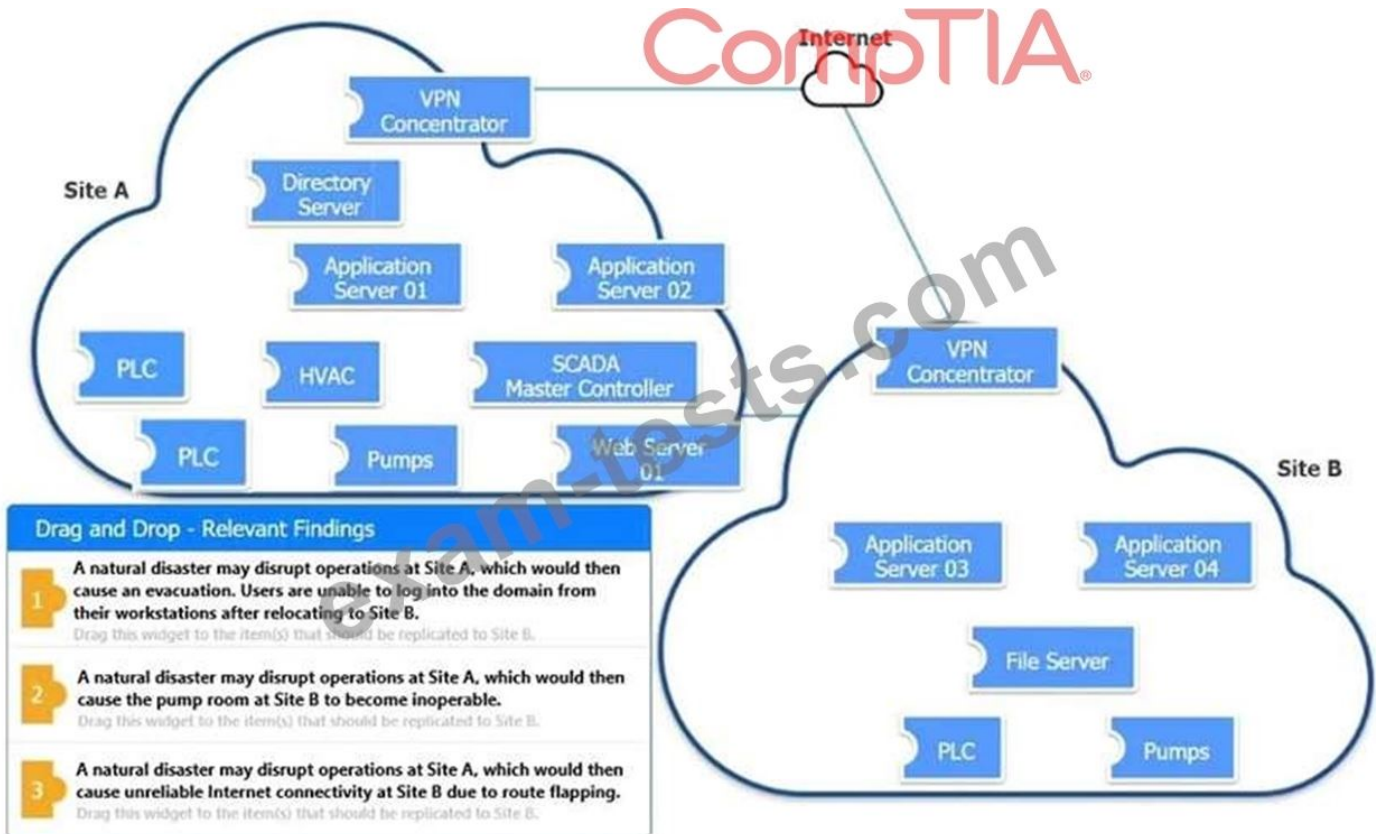 CompTIA®
Internet
VPN
Concentrator
Site A
Directory
Server
Application
Server 01
Application
Server 02
PLC
HVAC
SCADA
Master Controller
PLC
Pumps
Web Server
01
VPN
Concentrator
Site B
Application
Server 03
Application
Server 04
File Server
PLC
Pumps
Drag and Drop - Relevant Findings
1
A natural disaster may disrupt operations at Site A, which would then
cause an evacuation. Users are unable to log into the domain from
their workstations after relocating to Site B.
Drag this widget to the item(s) that should be replicated to Site B.
2
A natural disaster may disrupt operations at Site A, which would then
cause the pump room at Site B to become inoperable.
Drag this widget to the item(s) that should be replicated to Site B.
3
A natural disaster may disrupt operations at Site A, which would then
cause unreliable Internet connectivity at Site B due to route flapping.
Drag this widget to the item(s) that should be replicated to Site B.
exam-tests.com